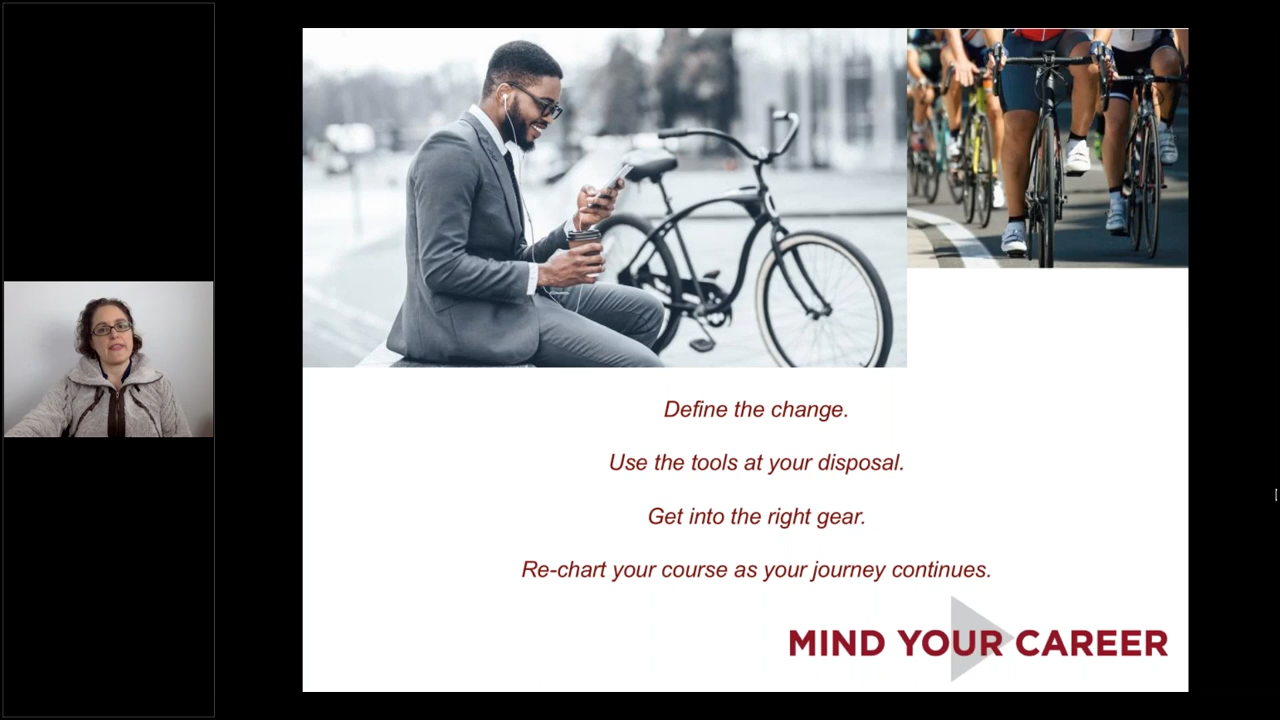 Define the change.
Use the tools at your disposal.
Get into the right gear.
Re-chart your course as your journey continues.
MIND YOUR CAREER